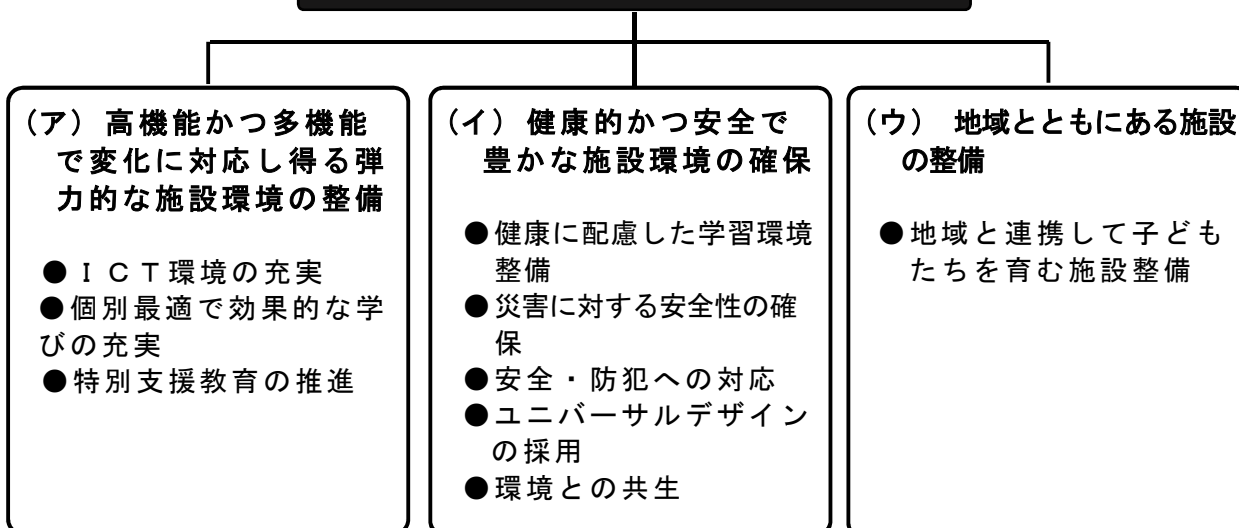 (ア) 高機能かつ多機能
で変化に対応し得る弾
力的な施設環境の整備
●ICT環境の充実
●個別最適で効果的な学
びの充実
●特別支援教育の推進
(イ) 健康的かつ安全で
豊かな施設環境の確保
●健康に配慮した学習環境
整備
●災害に対する安全性の確
保
●安全・防犯への対応
●ユニバーサルデザイン
の採用
●環境との共生
(ウ) 地域とともにある施設
の整備
●地域と連携して子ども
たちを育む施設整備